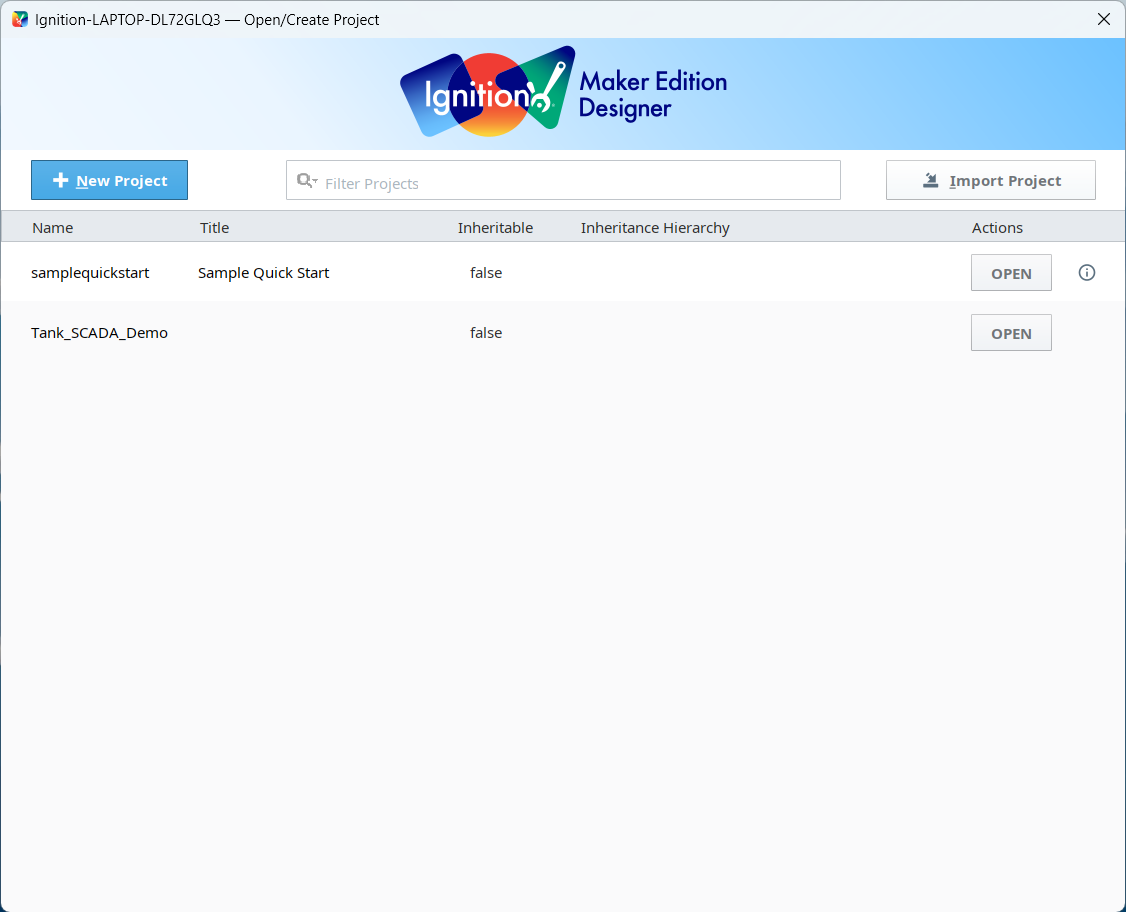 Ignition-LAPTOP-DL72GLQ3 — Open/Create Project
Ignition!
Maker Edition
Designer
New Project
Filter Projects
Import Project
Name Title Inheritable Inheritance Hierarchy Actions
samplequickstart Sample Quick Start false OPEN
Tank_SCADA_Demo false OPEN